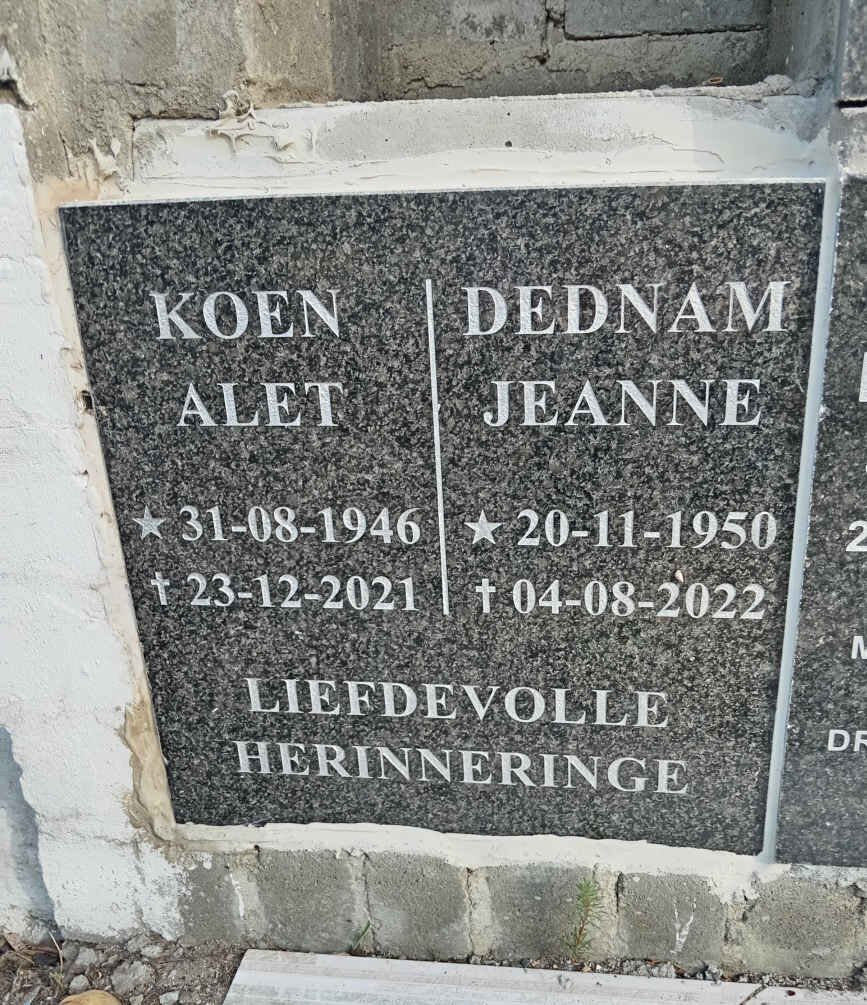 KOEN
ALET
★ 31-08-1946
✝ 23-12-2021
DEDNAM
JEANNE
★ 20-11-1950
✝ 04-08-2022
LIEFDEVOLLE
HERINNERINGE